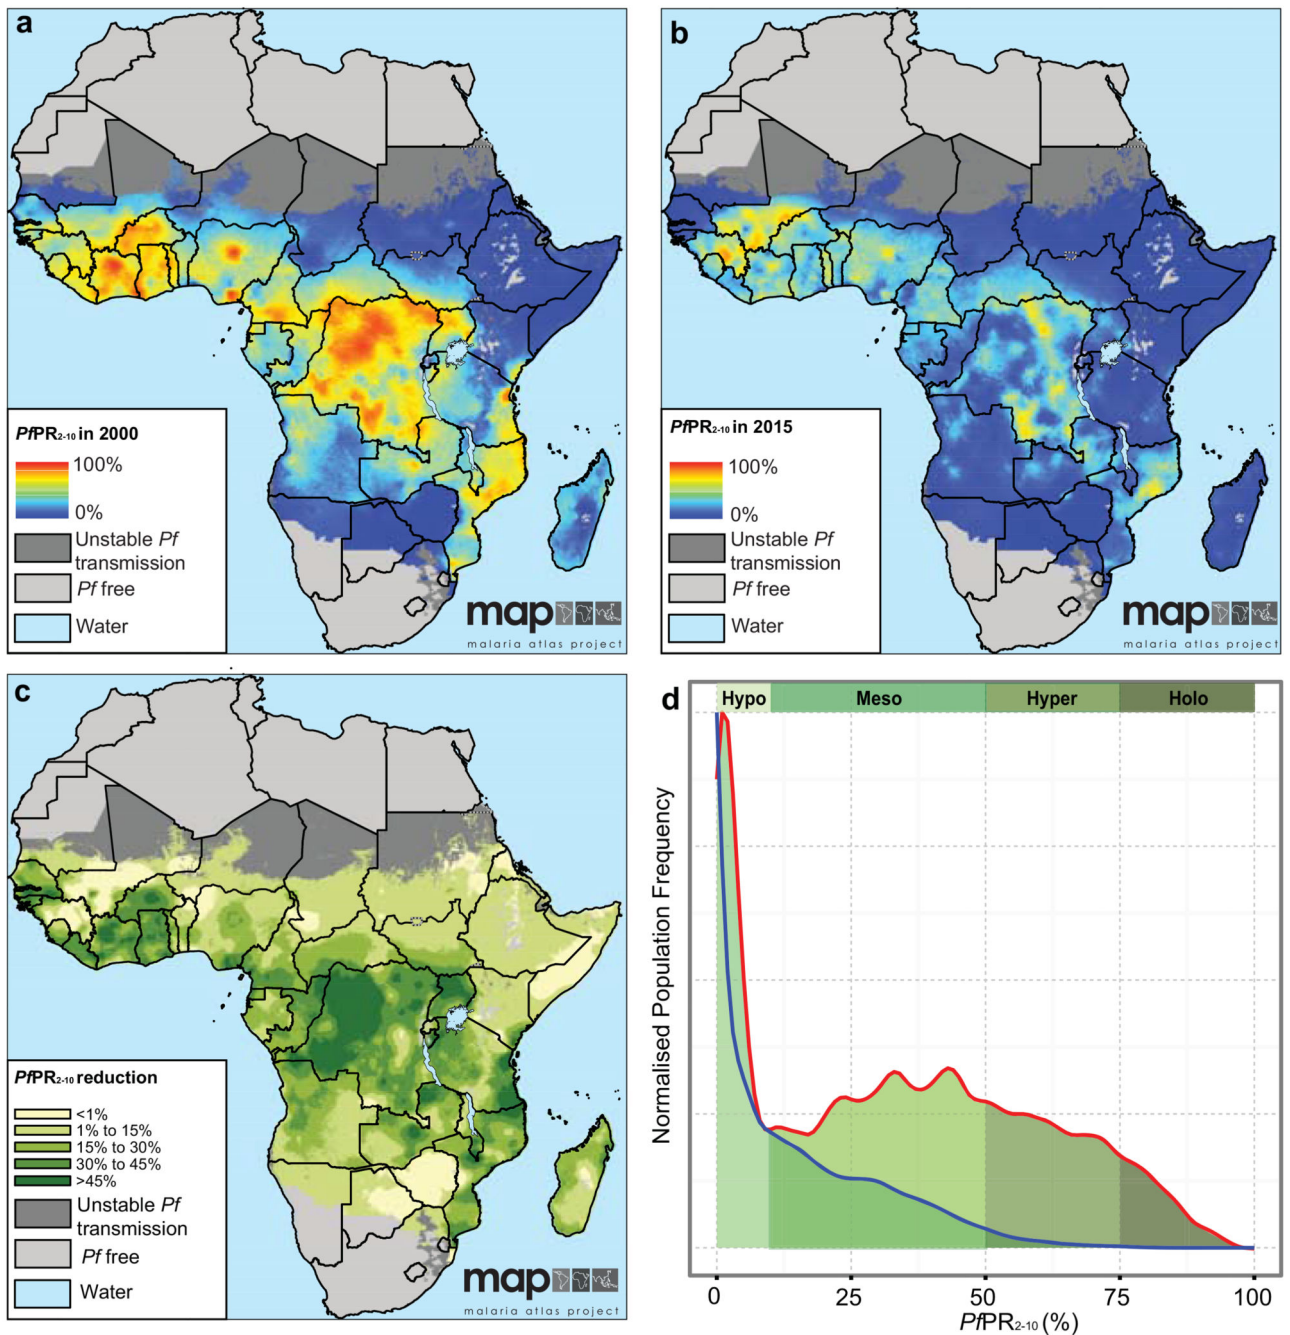 a
PfPR2-10 in 2000
100%
0%
Unstable Pf
transmission
Pf free
Water
map
malaria atlas project
b
PfPR2-10 in 2015
100%
0%
Unstable Pf
transmission
Pf free
Water
map
malaria atlas project
c
PfPR2-10 reduction
<1%
1% to 15%
15% to 30%
30% to 45%
>45%
Unstable Pf
transmission
Pf free
Water
map
malaria atlas project
d
Hypo Meso Hyper Holo
Normalised Population Frequency
0 25 50 75 100
PfPR2-10 (%)